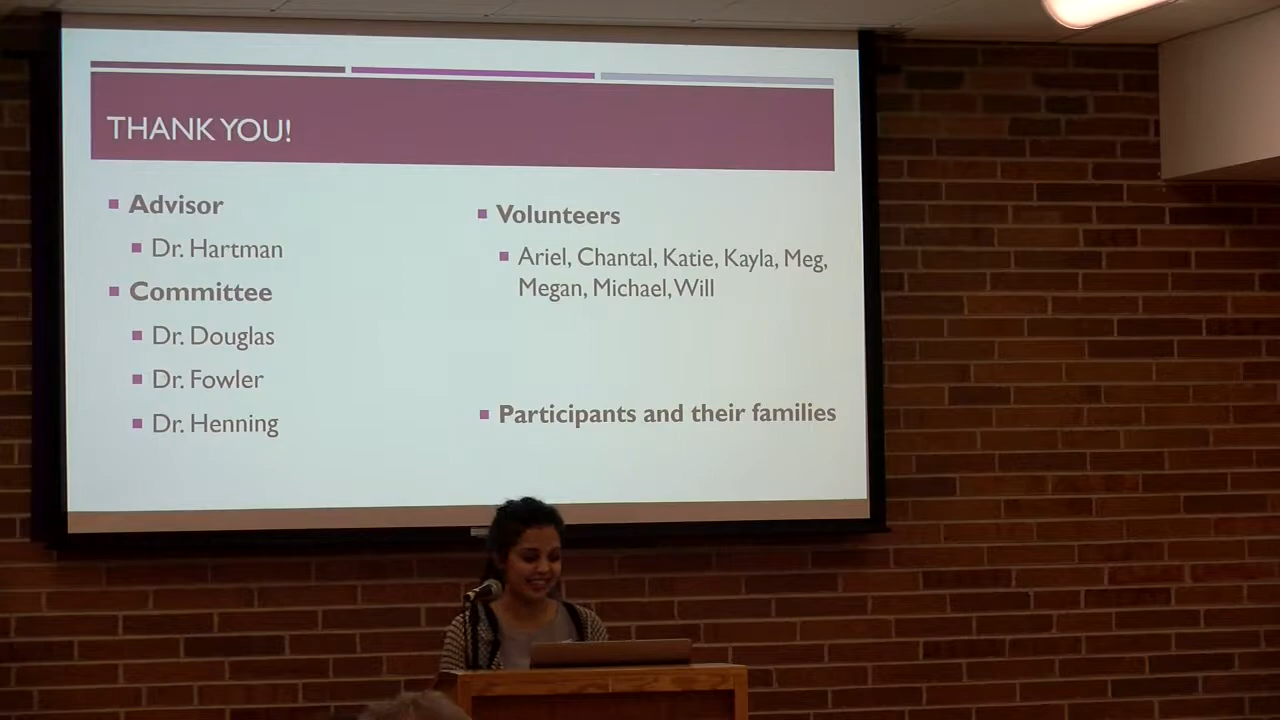 THANK YOU!
Advisor
Dr. Hartman
Committee
Dr. Douglas
Dr. Fowler
Dr. Henning
Volunteers
Ariel, Chantal, Katie, Kayla, Meg,
Megan, Michael, Will
Participants and their families